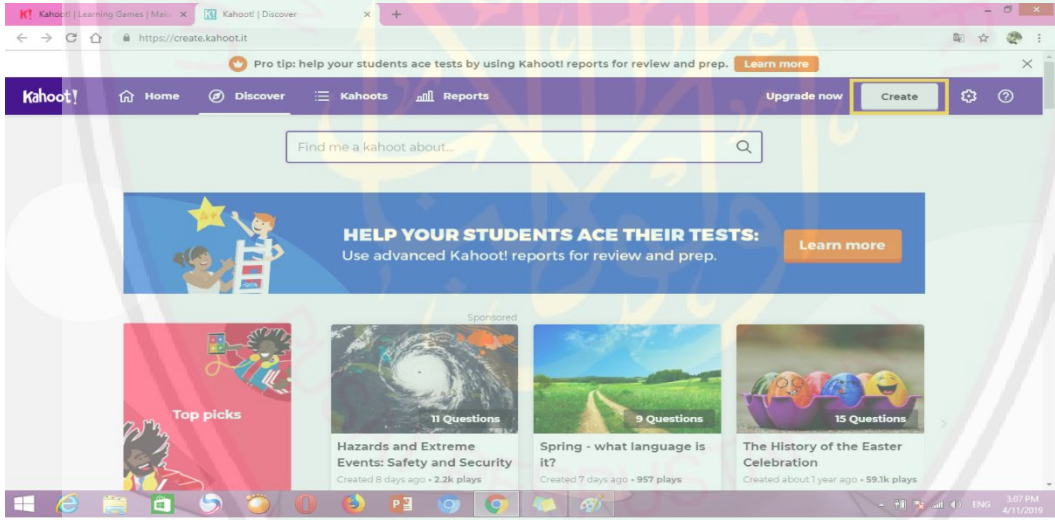 Kahoot! | Learning Games | Make
Kahoot! | Discover
https://create.kahoot.it
Pro tip: help your students ace tests by using Kahoot! reports for review and prep. Learn more
Kahoot! Home Discover Kahoots Reports Upgrade now Create
Find me a kahoot about...
HELP YOUR STUDENTS ACE THEIR TESTS:
Use advanced Kahoot! reports for review and prep.
Learn more
Sponsored
Top picks
11 Questions
9 Questions
15 Questions
Hazards and Extreme
Events: Safety and Security
Created 8 days ago • 2.2k plays
Spring - what language is
it?
Created 7 days ago • 957 plays
The History of the Easter
Celebration
Created about 1 year ago • 59.1k plays
ENG
3:07 PM
4/11/2019